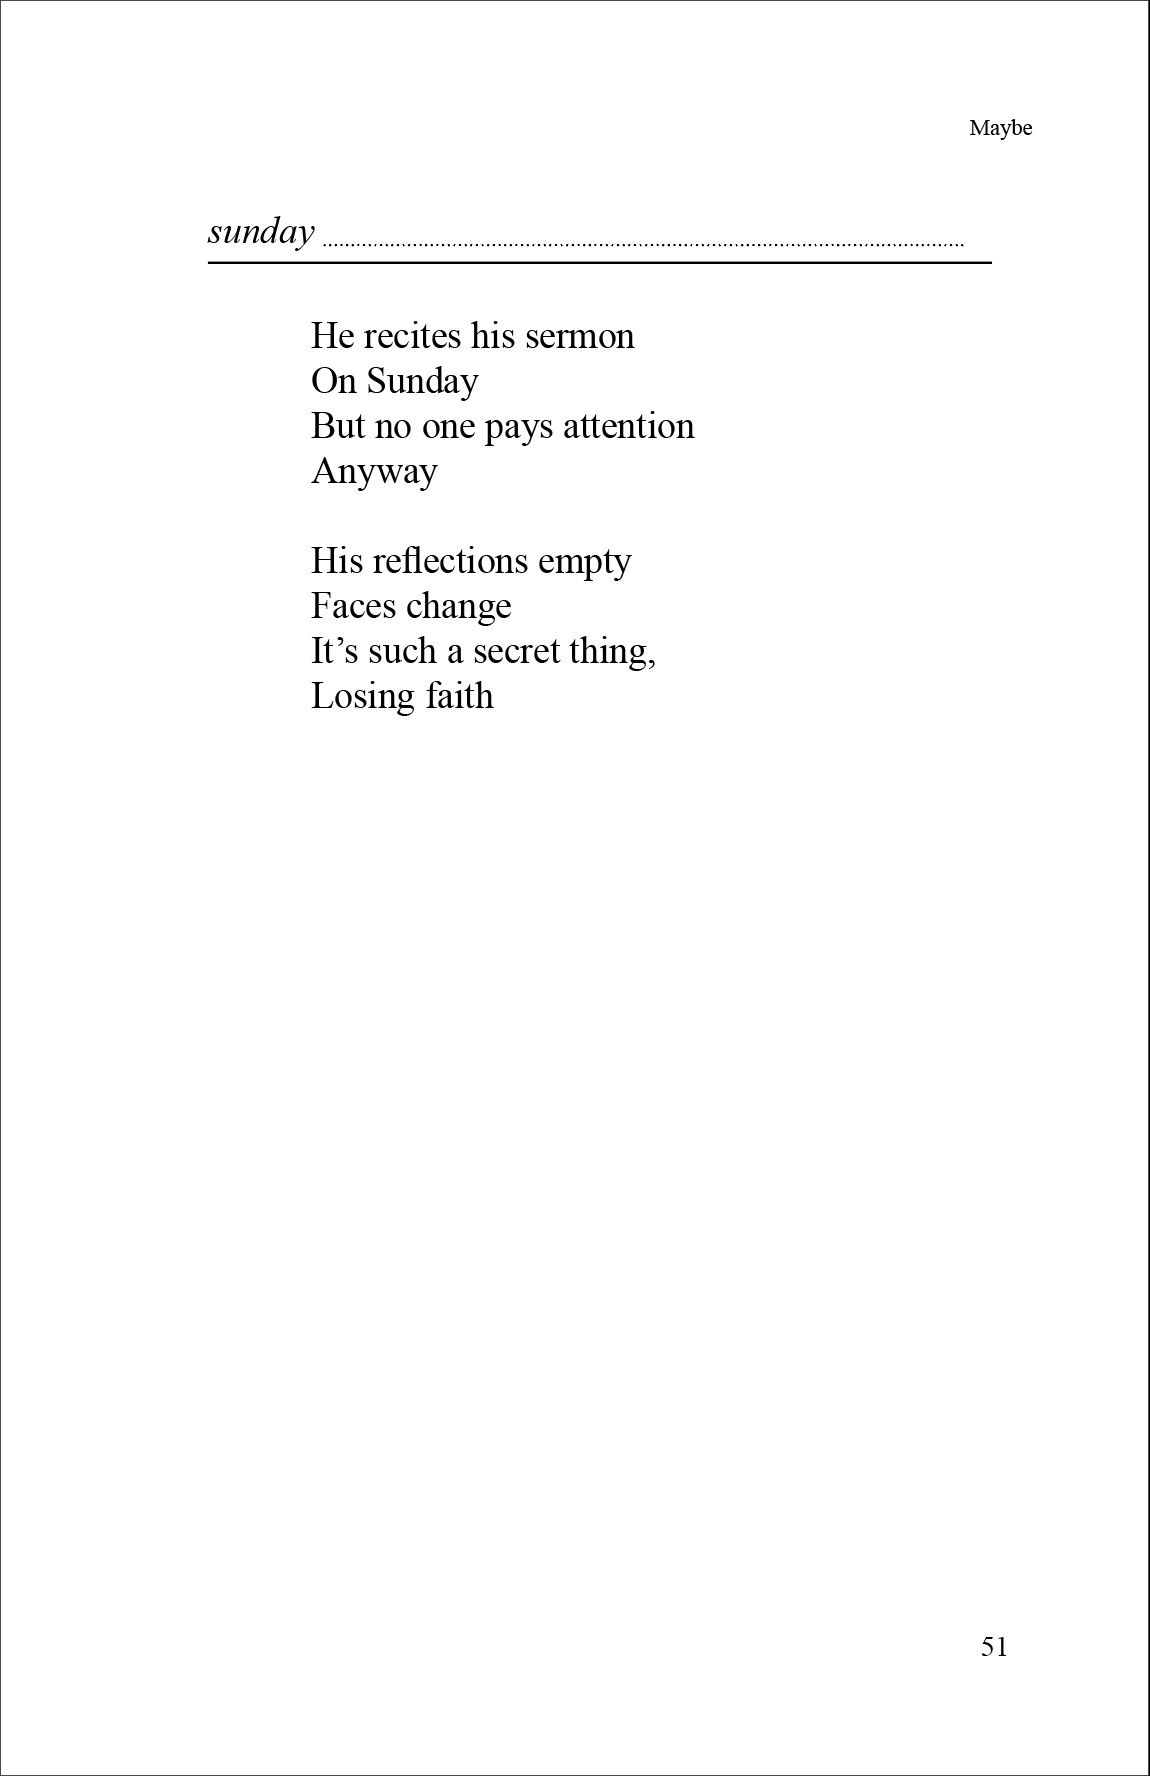 Maybe
sunday
He recites his sermon
On Sunday
But no one pays attention
Anyway
His reflections empty
Faces change
It’s such a secret thing,
Losing faith
51